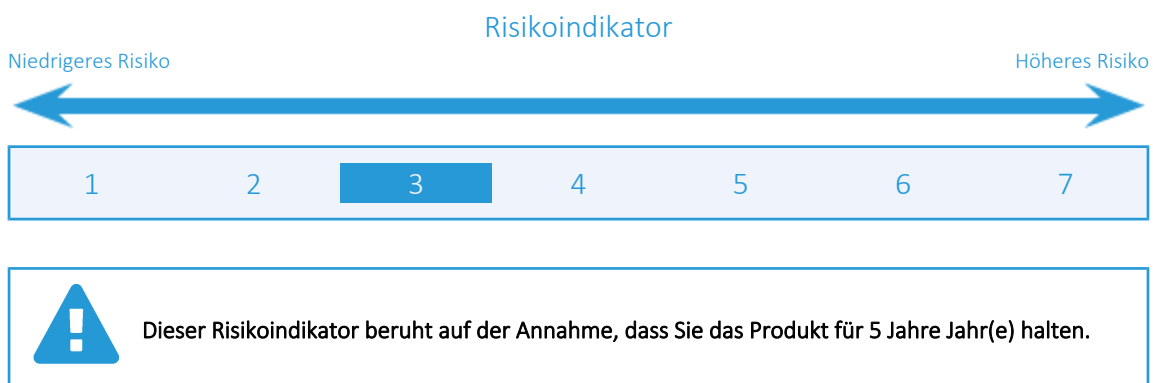 Risikoindikator
Niedrigeres Risiko Höheres Risiko
1 2 3 4 5 6 7
Dieser Risikoindikator beruht auf der Annahme, dass Sie das Produkt für 5 Jahre Jahr(e) halten.